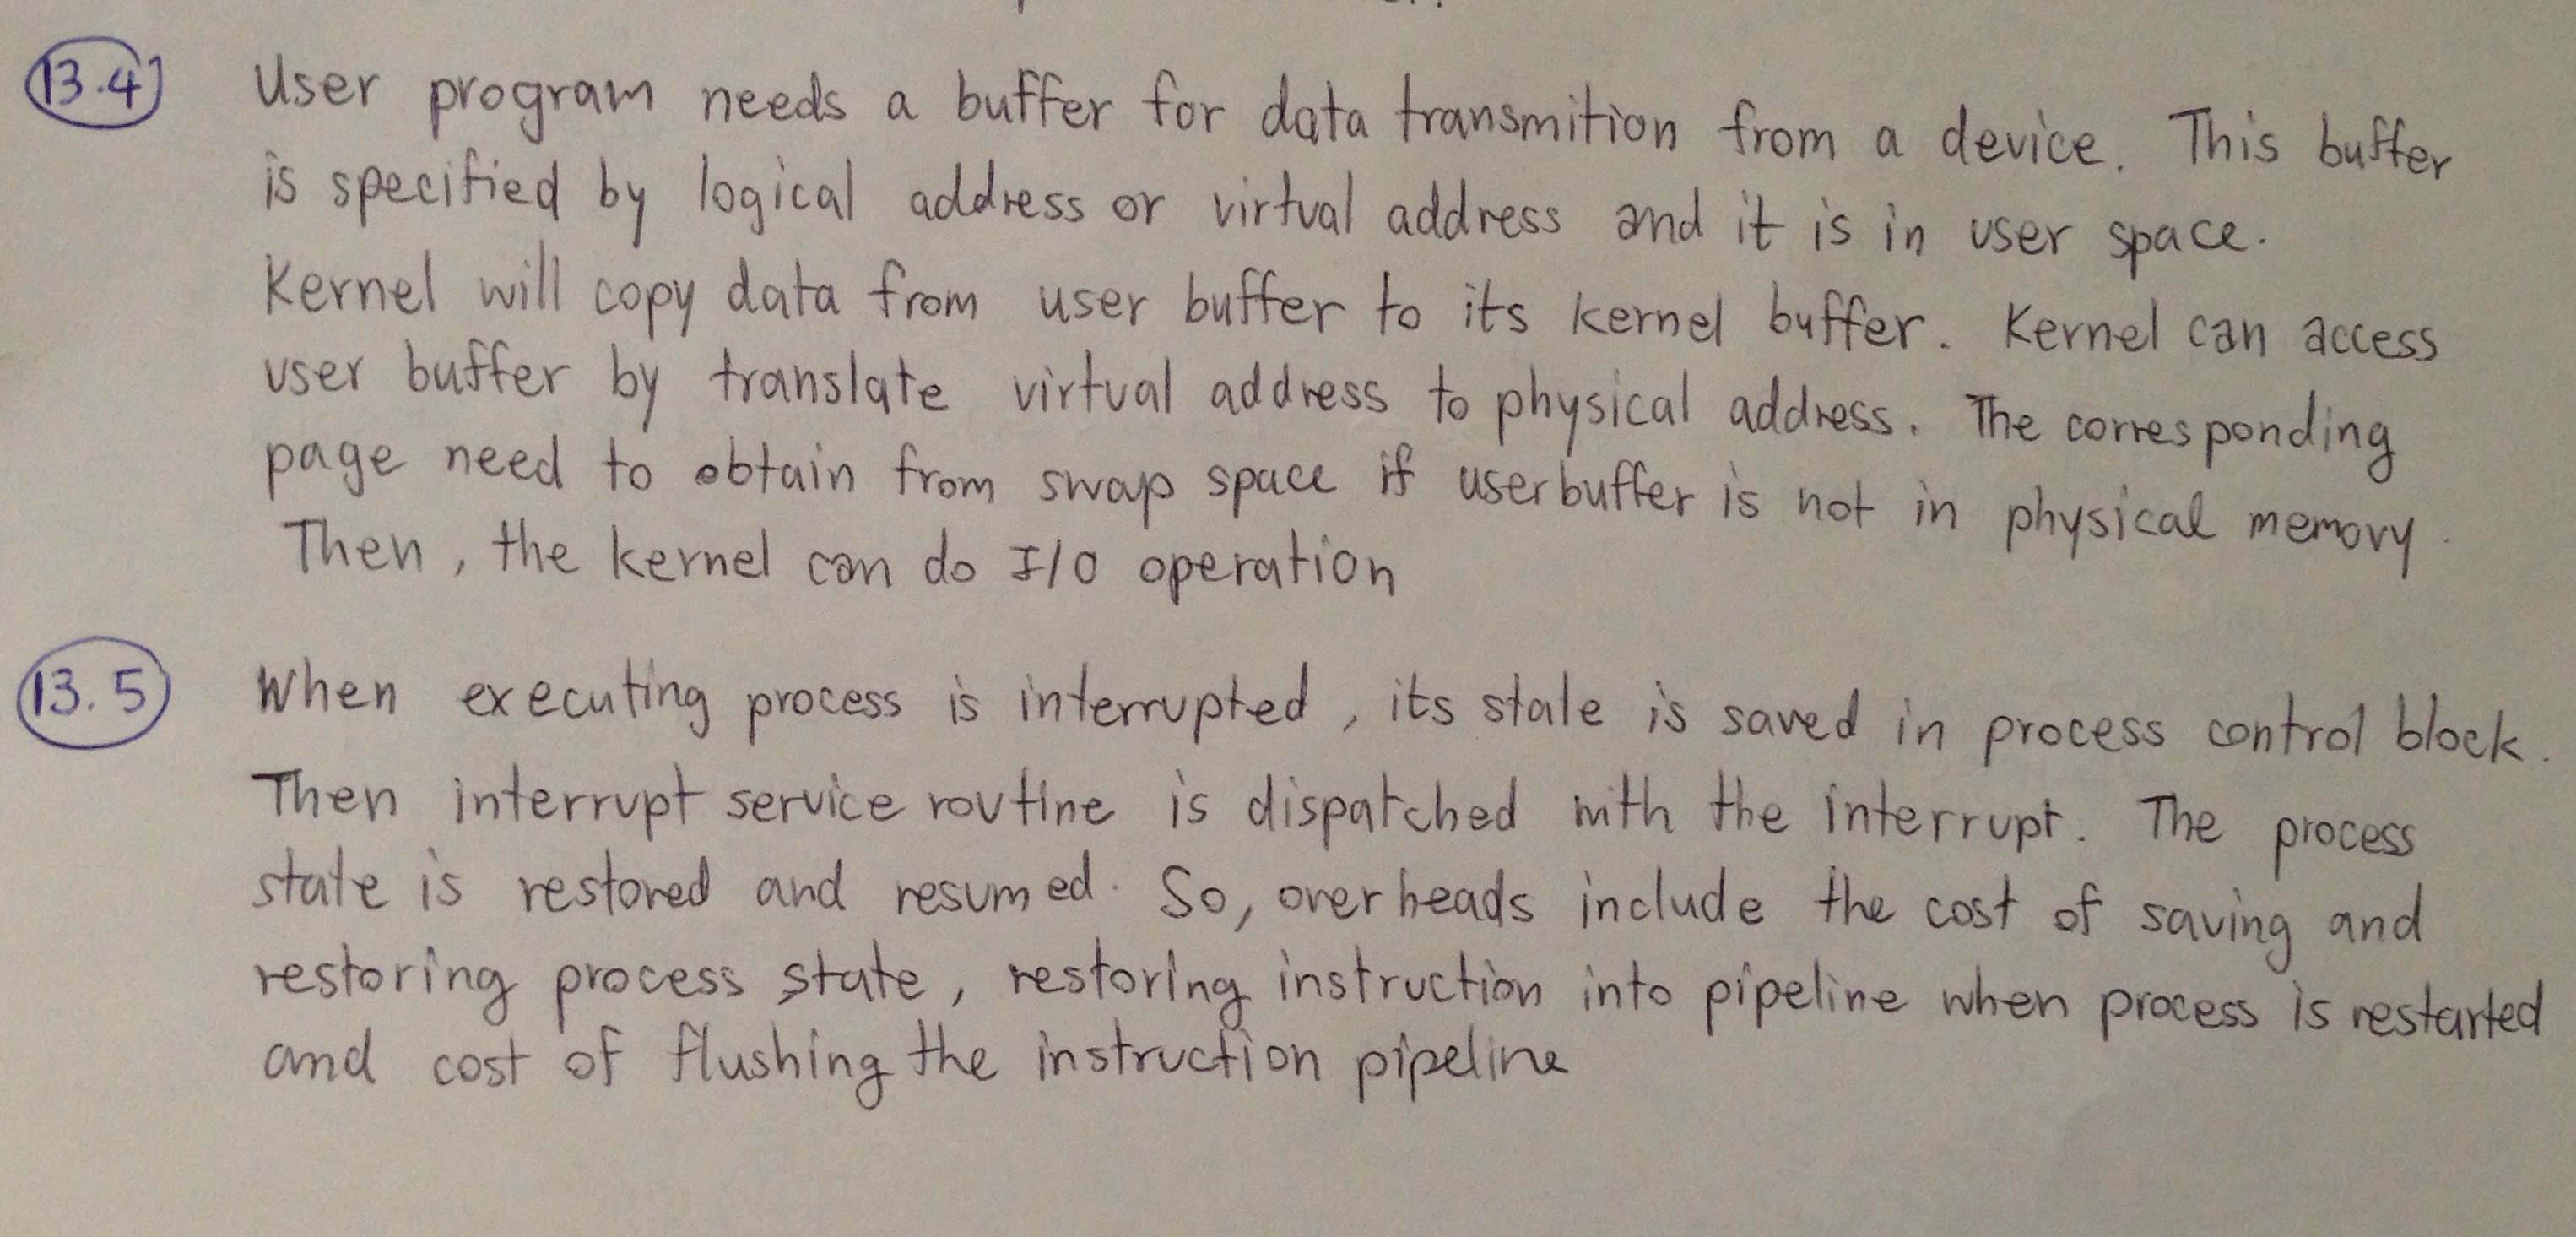 13.4 User program needs a buffer for data transmition from a device. This buffer
is specified by logical address or virtual address and it is in user space.
Kernel will copy data from user buffer to its kernel buffer. Kernel can access
user buffer by translate virtual address to physical address. The corresponding
page need to obtain from swap space if userbuffer is not in physical memory.
Then, the kernel can do I/O operation
13.5 When executing process is interrupted, its state is saved in process control block.
Then interrupt service routine is dispatched with the interrupt. The process
state is restored and resumed. So, overheads include the cost of saving and
restoring process state, restoring instruction into pipeline when process is restarted
and cost of flushing the instruction pipeline